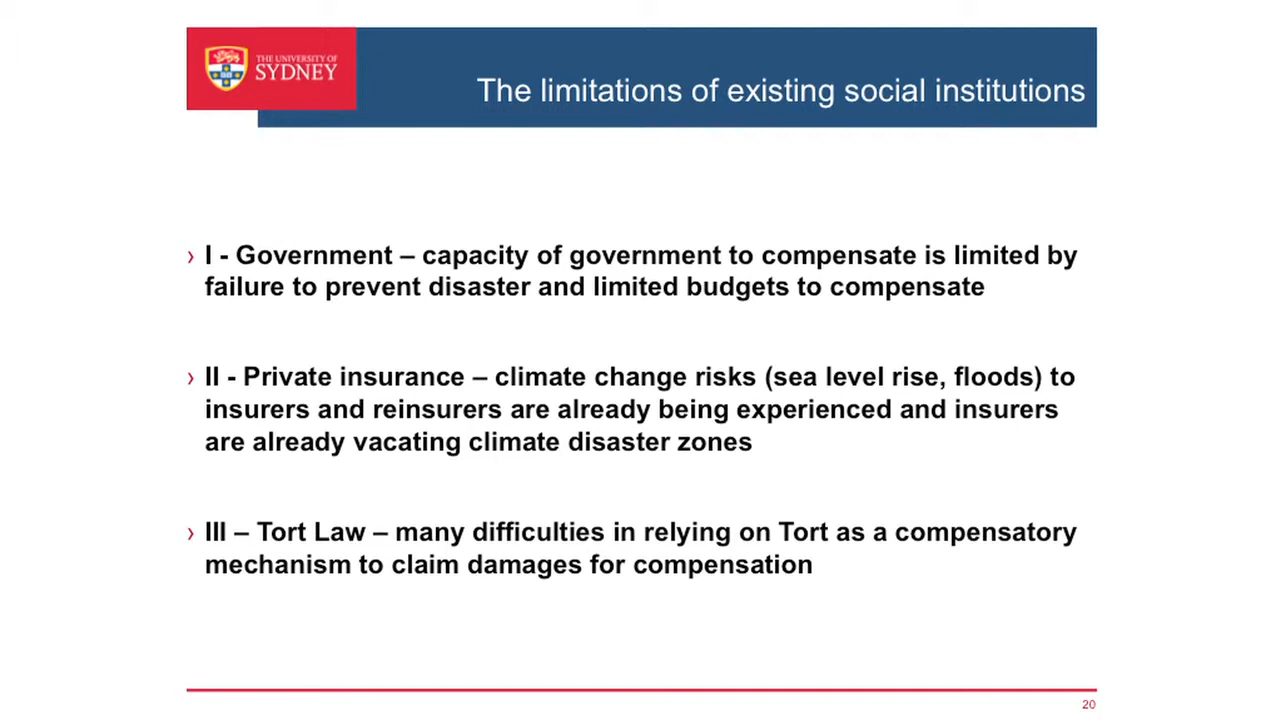 THE UNIVERSITY OF
SYDNEY
The limitations of existing social institutions
› I - Government – capacity of government to compensate is limited by
failure to prevent disaster and limited budgets to compensate
› II - Private insurance – climate change risks (sea level rise, floods) to
insurers and reinsurers are already being experienced and insurers
are already vacating climate disaster zones
› III – Tort Law – many difficulties in relying on Tort as a compensatory
mechanism to claim damages for compensation
20